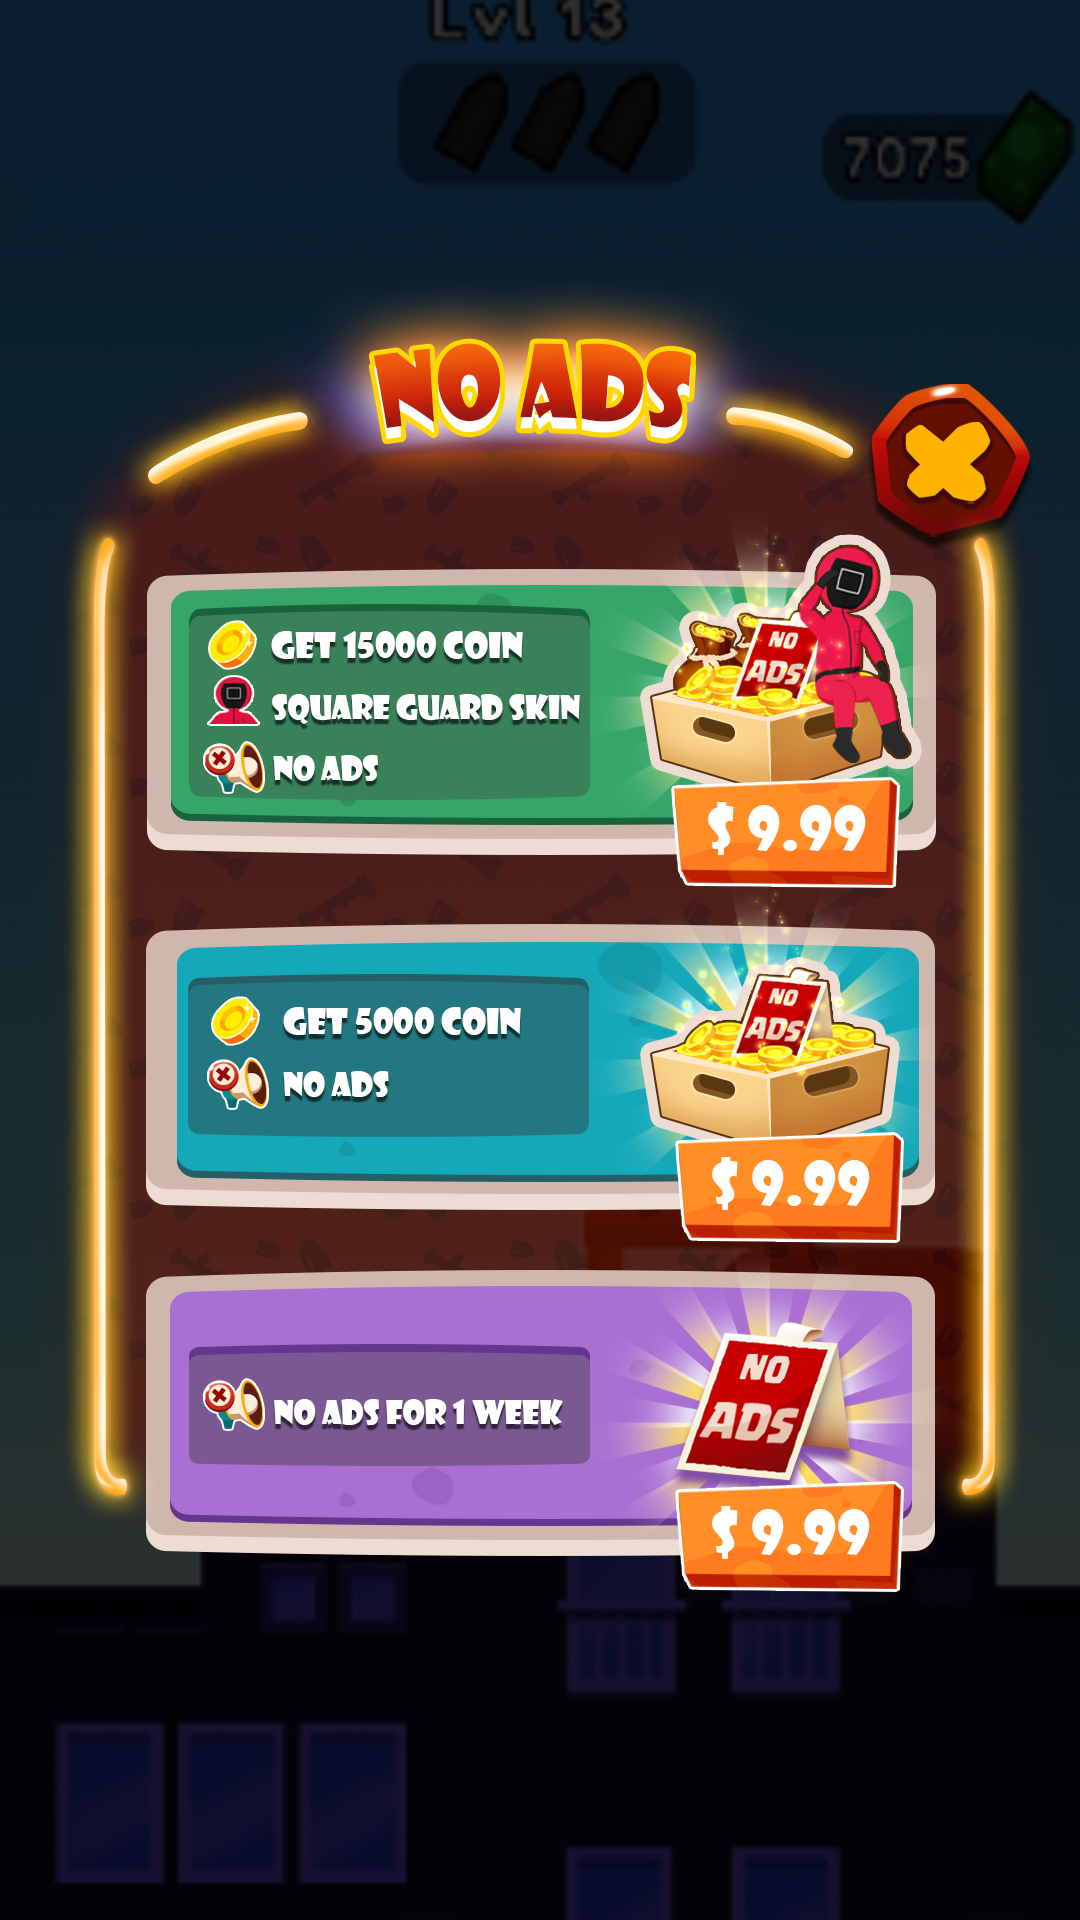 Lvl 13
7075
NO ADS
GET 15000 COIN
SQUARE GUARD SKIN
NO ADS
NO
ADS
$ 9.99
GET 5000 COIN
NO ADS
NO
ADS
$ 9.99
NO ADS FOR 1 WEEK
NO
ADS
$ 9.99